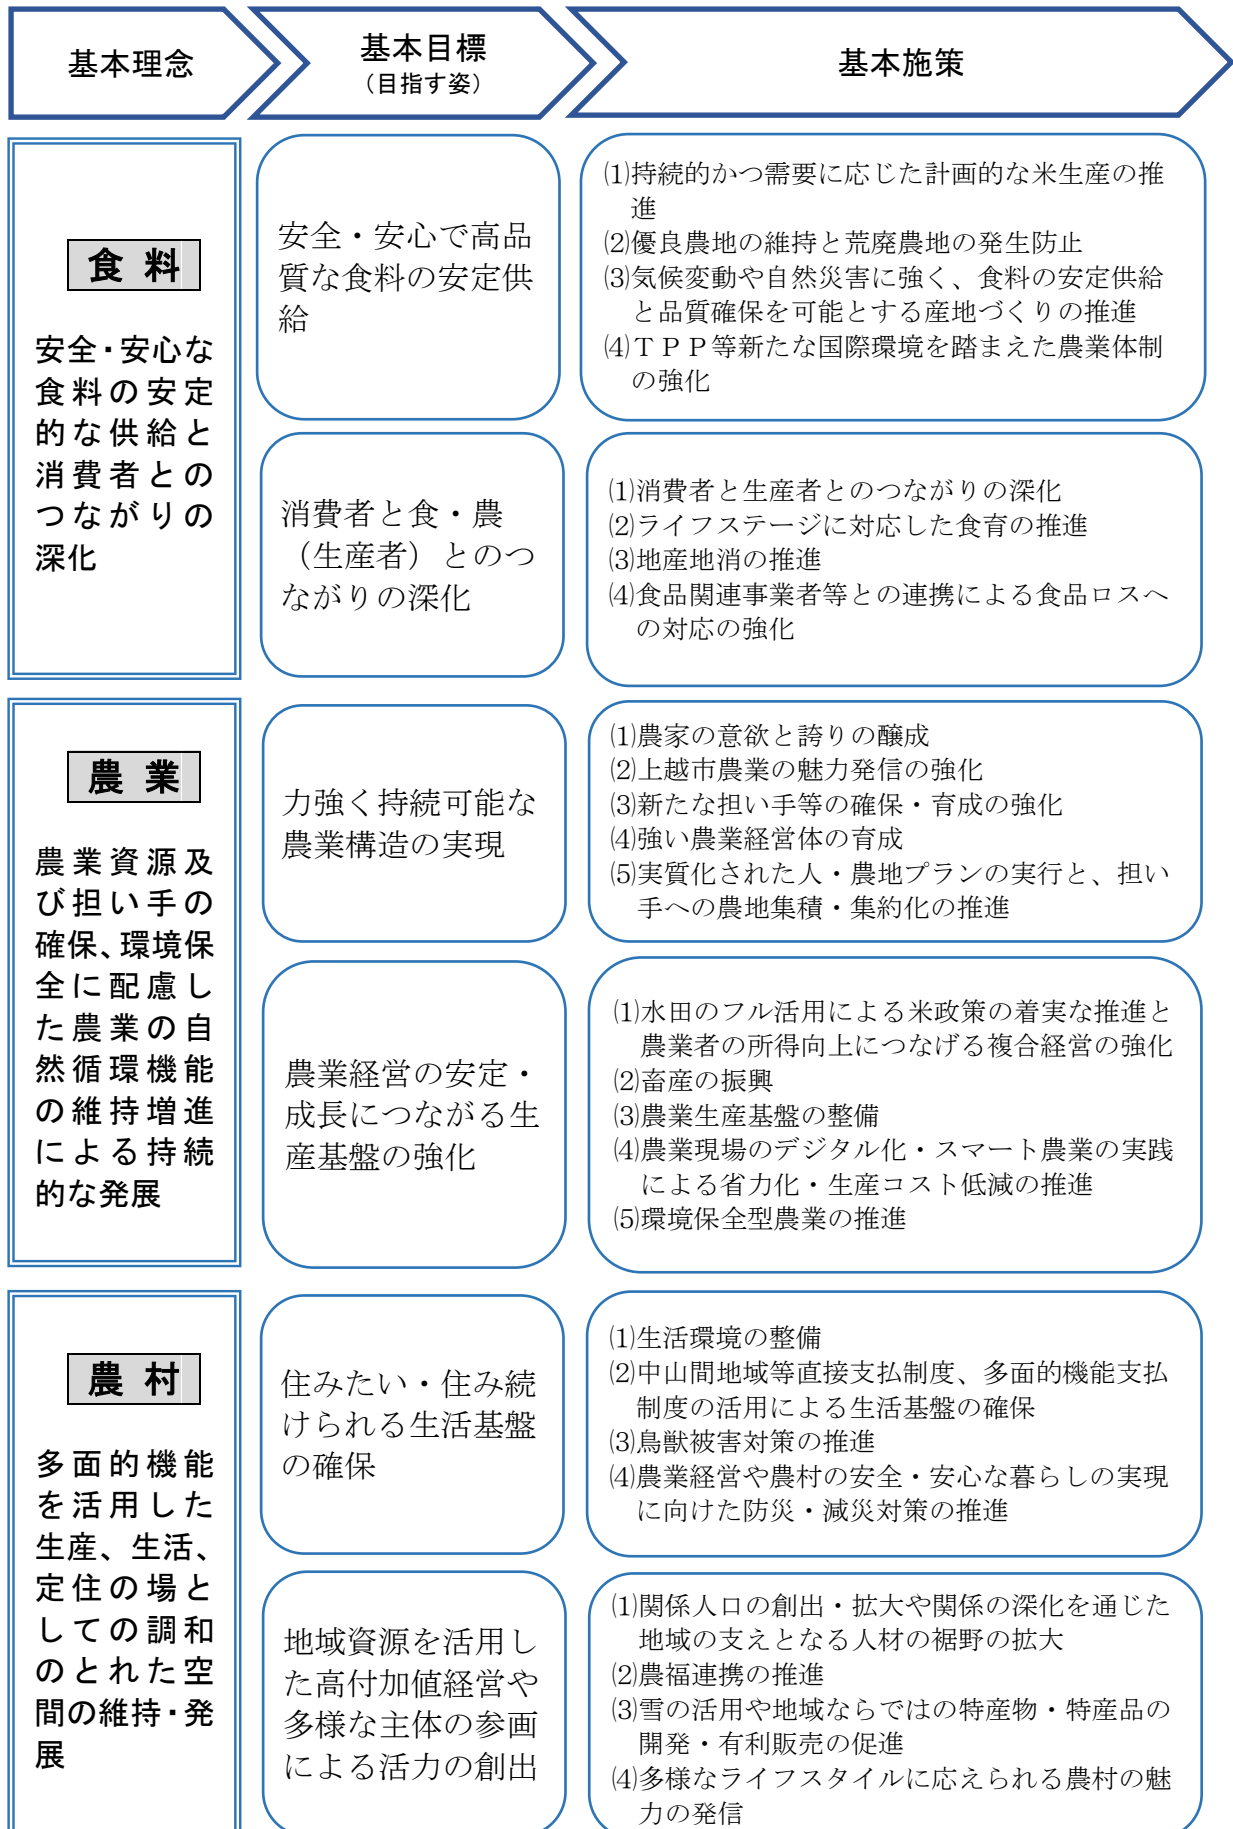 基本理念
基本目標
（目指す姿）
基本施策
食 料
安全・安心な
食料の安定
的な供給と
消費者との
つながりの
深化
安全・安心で高品
質な食料の安定供
給
⑴持続的かつ需要に応じた計画的な米生産の推
進
⑵優良農地の維持と荒廃農地の発生防止
⑶気候変動や自然災害に強く、食料の安定供給
と品質確保を可能とする産地づくりの推進
⑷ＴＰＰ等新たな国際環境を踏まえた農業体制
の強化
消費者と食・農
（生産者）とのつ
ながりの深化
⑴消費者と生産者とのつながりの深化
⑵ライフステージに対応した食育の推進
⑶地産地消の推進
⑷食品関連事業者等との連携による食品ロスへ
の対応の強化
農 業
農業資源及
び担い手の
確保、環境保
全に配慮し
た農業の自
然循環機能
の維持増進
による持続
的な発展
力強く持続可能な
農業構造の実現
⑴農家の意欲と誇りの醸成
⑵上越市農業の魅力発信の強化
⑶新たな担い手等の確保・育成の強化
⑷強い農業経営体の育成
⑸実質化された人・農地プランの実行と、担い
手への農地集積・集約化の推進
農業経営の安定・
成長につながる生
産基盤の強化
⑴水田のフル活用による米政策の着実な推進と
農業者の所得向上につなげる複合経営の強化
⑵畜産の振興
⑶農業生産基盤の整備
⑷農業現場のデジタル化・スマート農業の実践
による省力化・生産コスト低減の推進
⑸環境保全型農業の推進
農 村
多面的機能
を活用した
生産、生活、
定住の場と
しての調和
のとれた空
間の維持・発
展
住みたい・住み続
けられる生活基盤
の確保
⑴生活環境の整備
⑵中山間地域等直接支払制度、多面的機能支払
制度の活用による生活基盤の確保
⑶鳥獣被害対策の推進
⑷農業経営や農村の安全・安心な暮らしの実現
に向けた防災・減災対策の推進
地域資源を活用し
た高付加価値経営や
多様な主体の参画
による活力の創出
⑴関係人口の創出・拡大や関係の深化を通じた
地域の支えとなる人材の裾野の拡大
⑵農福連携の推進
⑶雪の活用や地域ならではの特産物・特産品の
開発・有利販売の促進
⑷多様なライフスタイルに応えられる農村の魅
力の発信